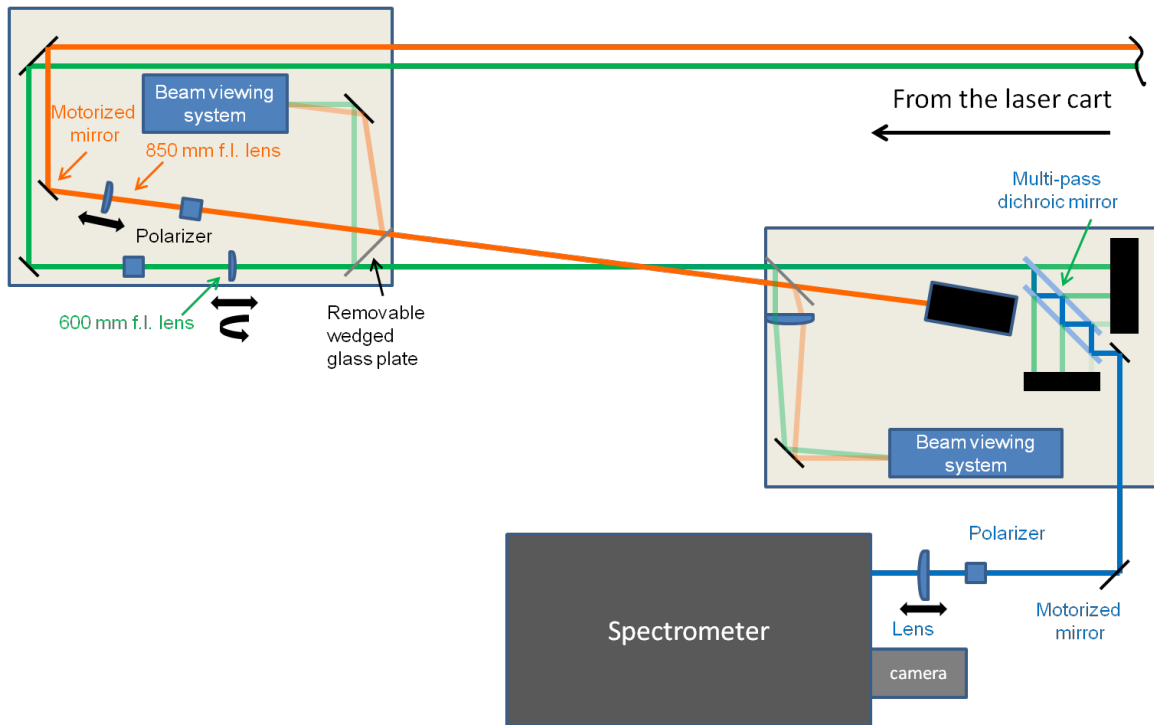 Beam viewing
system
From the laser cart
Motorized
mirror
850 mm f.l. lens
Multi-pass
dichroic mirror
Polarizer
600 mm f.l. lens
Removable
wedged
glass plate
Beam viewing
system
Polarizer
Spectrometer
Lens
Motorized
mirror
camera